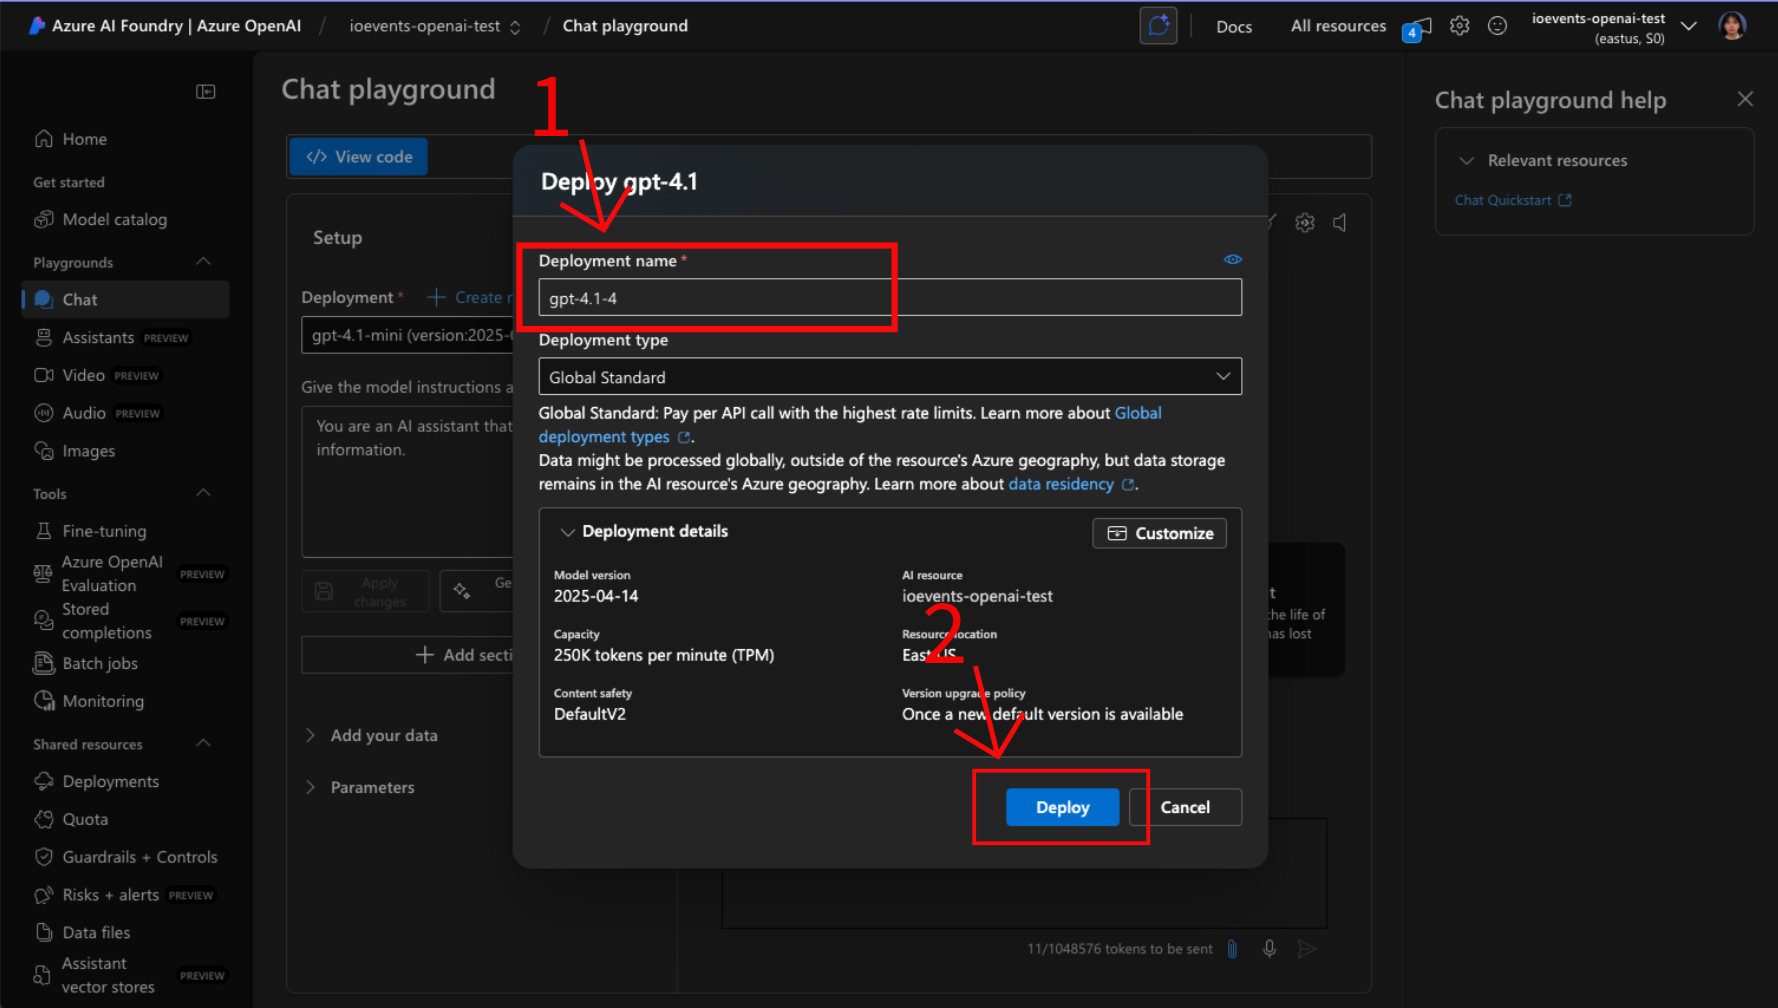 Azure AI Foundry | Azure OpenAI / ioevents-openai-test / Chat playground
Docs All resources 4 ioevents-openai-test
(eastus, S0)
Home
Get started
Model catalog
Playgrounds
Chat
Assistants PREVIEW
Video PREVIEW
Audio PREVIEW
Images
Tools
Fine-tuning
Azure OpenAI
Evaluation PREVIEW
Stored
completions PREVIEW
Batch jobs
Monitoring
Shared resources
Deployments
Quota
Guardrails + Controls
Risks + alerts PREVIEW
Data files
Assistant
vector stores PREVIEW
Chat playground
1
</> View code
Setup
Deployment * + Create
gpt-4.1-mini (version:2025-
Give the model instructions a
You are an AI assistant that
information.
Apply
changes
Ge
+ Add secti
Add your data
Parameters
Deploy gpt-4.1
Deployment name *
gpt-4.1-4
Deployment type
Global Standard
Global Standard: Pay per API call with the highest rate limits. Learn more about Global
deployment types .
Data might be processed globally, outside of the resource's Azure geography, but data storage
remains in the AI resource's Azure geography. Learn more about data residency .
Deployment details
Customize
Model version
2025-04-14
AI resource
ioevents-openai-test
Capacity
250K tokens per minute (TPM)
2
Resource location
East US
Content safety
DefaultV2
Version upgrade policy
Once a new default version is available
Deploy
Cancel
t
the life of
has lost
11/1048576 tokens to be sent
Chat playground help
Relevant resources
Chat Quickstart